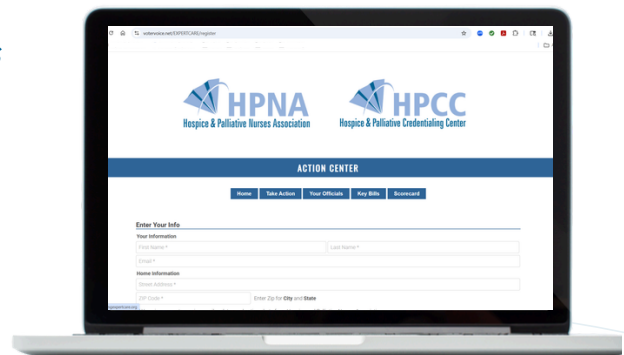 votervoice.net/EXPERTCARE/register
HPNA
Hospice & Palliative Nurses Association
HPCC
Hospice & Palliative Credentialing Center
ACTION CENTER
Home Take Action Your Officials Key Bills Scorecard
Enter Your Info
Your Information
First Name * Last Name *
Email *
Home Information
Street Address *
ZIP Code * Enter Zip for City and State